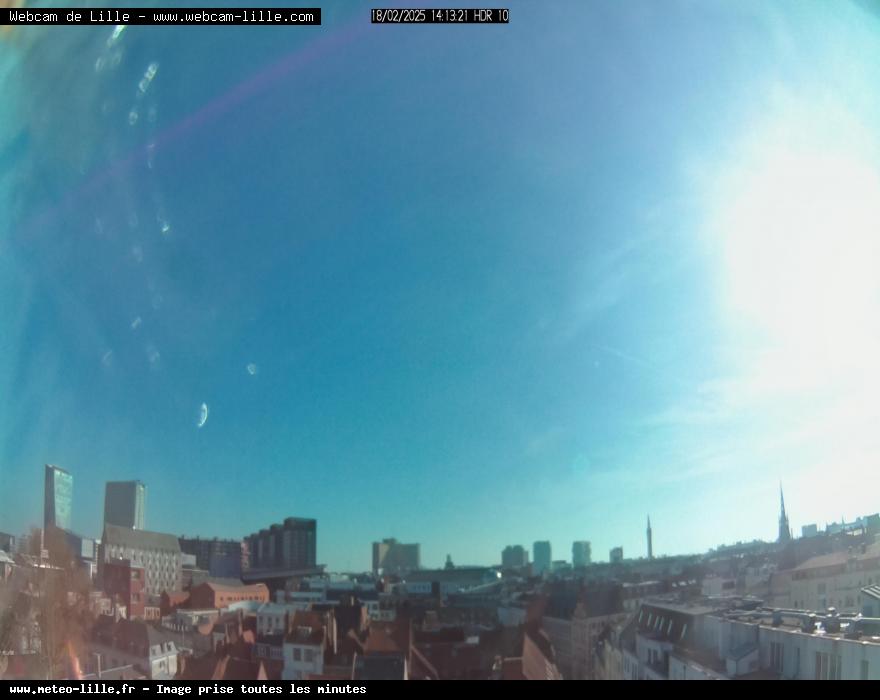 Webcam de Lille - www.webcam-lille.com
18/02/2025 14:13:21 HDR 10
www.meteo-lille.fr - Image prise toutes les minutes